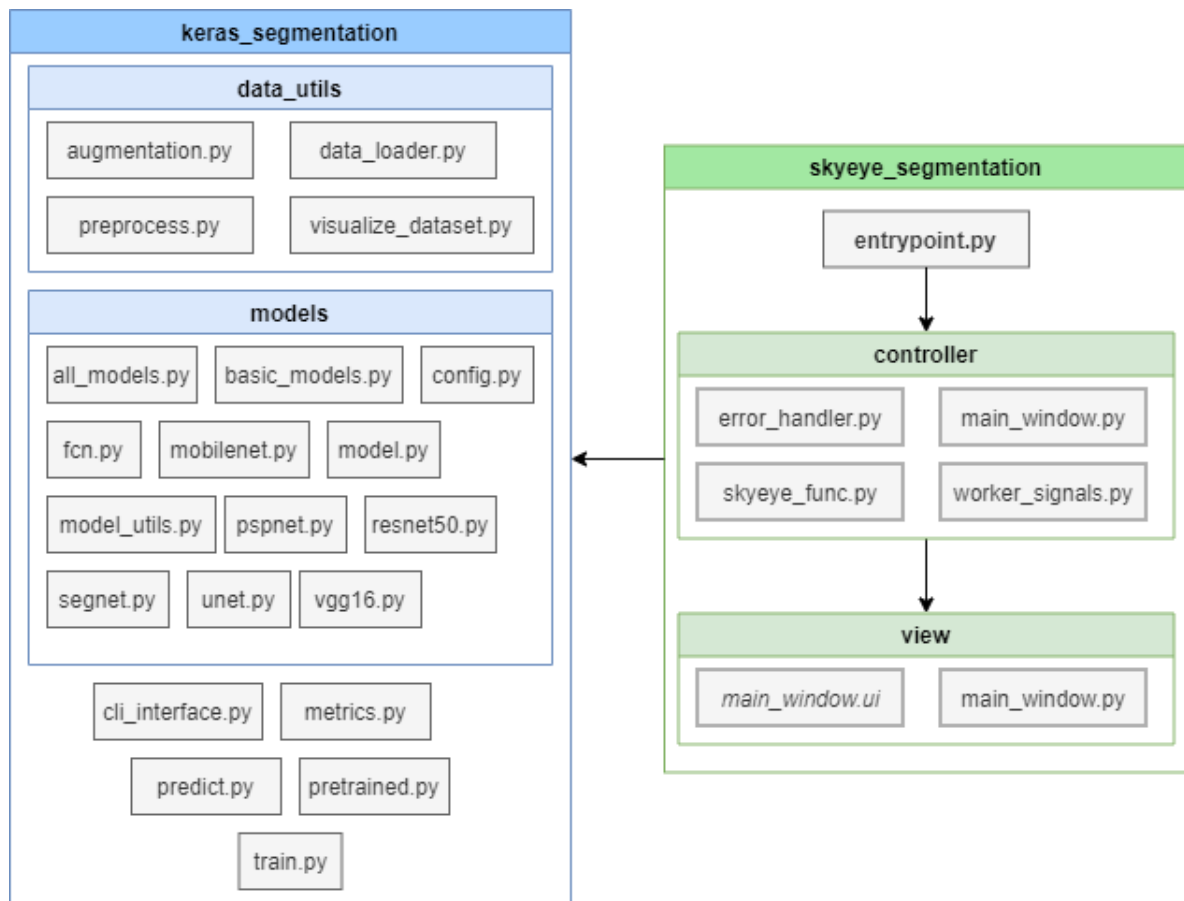 keras_segmentation
data_utils
augmentation.py
data_loader.py
preprocess.py
visualize_dataset.py
models
all_models.py
basic_models.py
config.py
fcn.py
mobilenet.py
model.py
model_utils.py
pspnet.py
resnet50.py
segnet.py
unet.py
vgg16.py
cli_interface.py
metrics.py
predict.py
pretrained.py
train.py
skyeye_segmentation
entrypoint.py
controller
error_handler.py
main_window.py
skyeye_func.py
worker_signals.py
view
main_window.ui
main_window.py